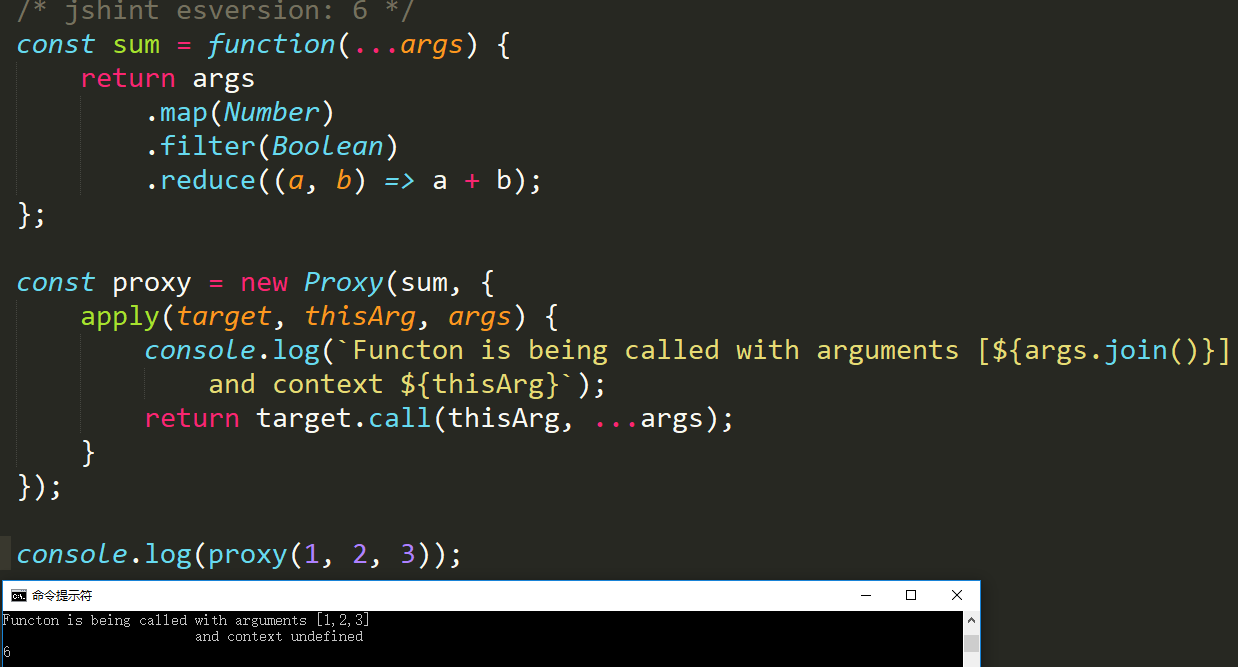 /* jshint esversion: 6 */
const sum = function(...args) {
    return args
        .map(Number)
        .filter(Boolean)
        .reduce((a, b) => a + b);
};
const proxy = new Proxy(sum, {
    apply(target, thisArg, args) {
        console.log(`Functon is being called with arguments [${args.join()}]
            and context ${thisArg}`);
        return target.call(thisArg, ...args);
    }
});
console.log(proxy(1, 2, 3));
C:\. 命令提示符
Functon is being called with arguments [1,2,3]
                        and context undefined
6